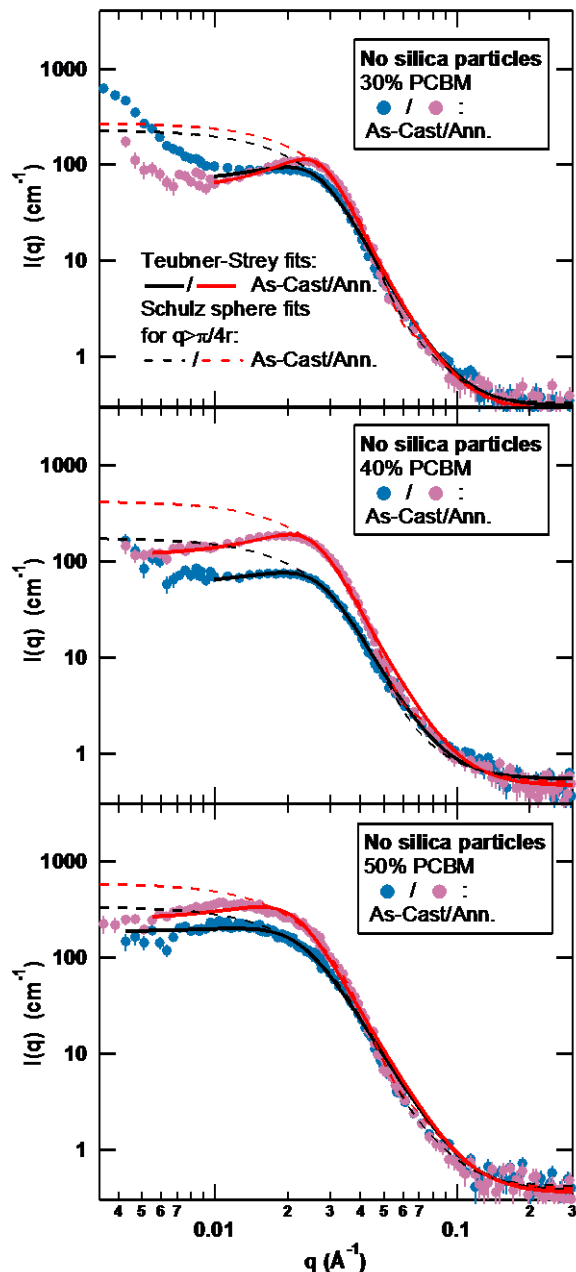 No silica particles
30% PCBM
/ :
As-Cast/Ann.
1000
100
10
1
I(q) (cm⁻¹)
Teubner-Strey fits:
/ As-Cast/Ann.
Schulz sphere fits
for q>π/4r:
/ As-Cast/Ann.
No silica particles
40% PCBM
/ :
As-Cast/Ann.
1000
100
10
1
I(q) (cm⁻¹)
No silica particles
50% PCBM
/ :
As-Cast/Ann.
1000
100
10
1
I(q) (cm⁻¹)
4 5 6 7 2 3 4 5 6 7 2 3
0.01 0.1
q (Å⁻¹)